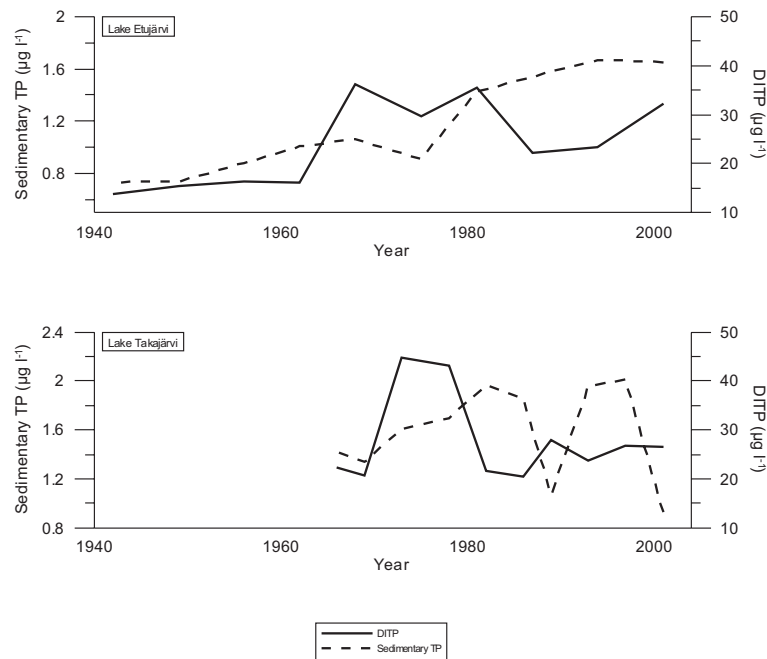 2
50
Lake Etujärvi
Sedimentary TP (µg l-1)
1.6
40
DITP
(µg l-1)
1.2
30
0.8
20
10
1940
1960
1980
2000
Year
2.4
50
Lake Takajärvi
Sedimentary TP (µg l-1)
2
40
DITP
(µg l-1)
1.6
30
1.2
20
0.8
10
1940
1960
1980
2000
Year
DITP
Sedimentary TP